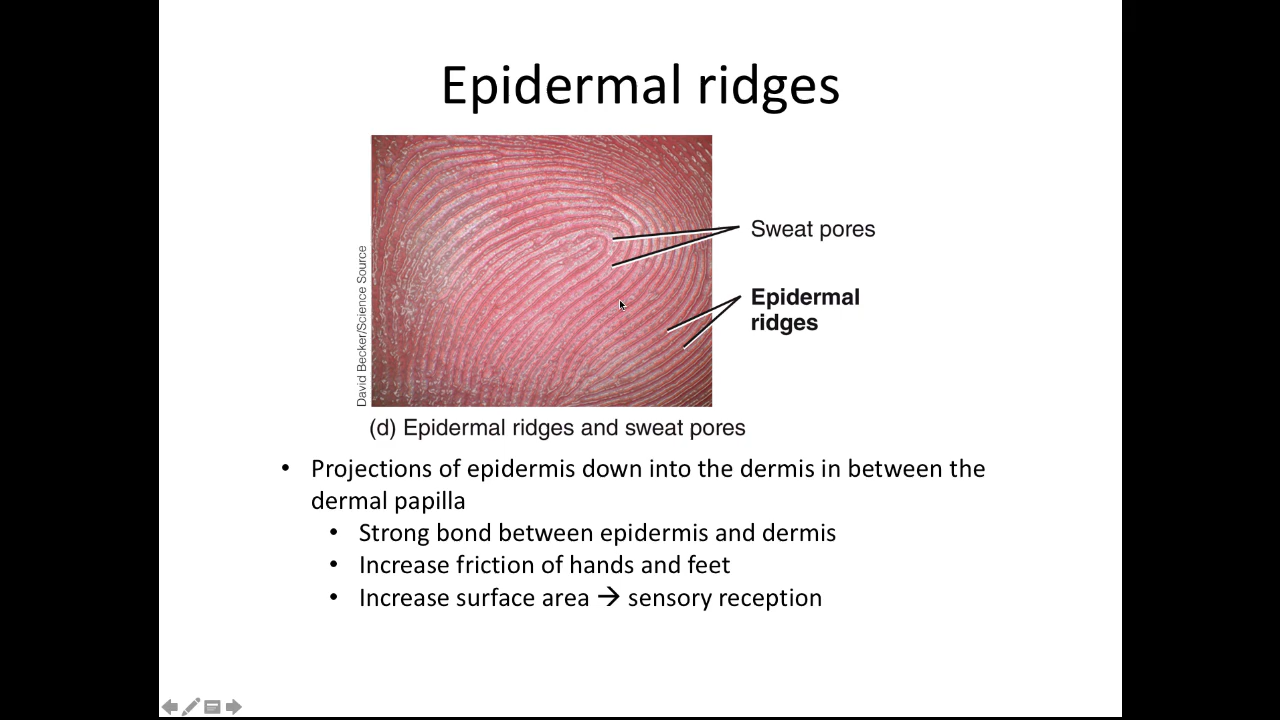 Epidermal ridges
David Becker/Science Source
Sweat pores
Epidermal
ridges
(d) Epidermal ridges and sweat pores
• Projections of epidermis down into the dermis in between the
dermal papilla
• Strong bond between epidermis and dermis
• Increase friction of hands and feet
• Increase surface area → sensory reception